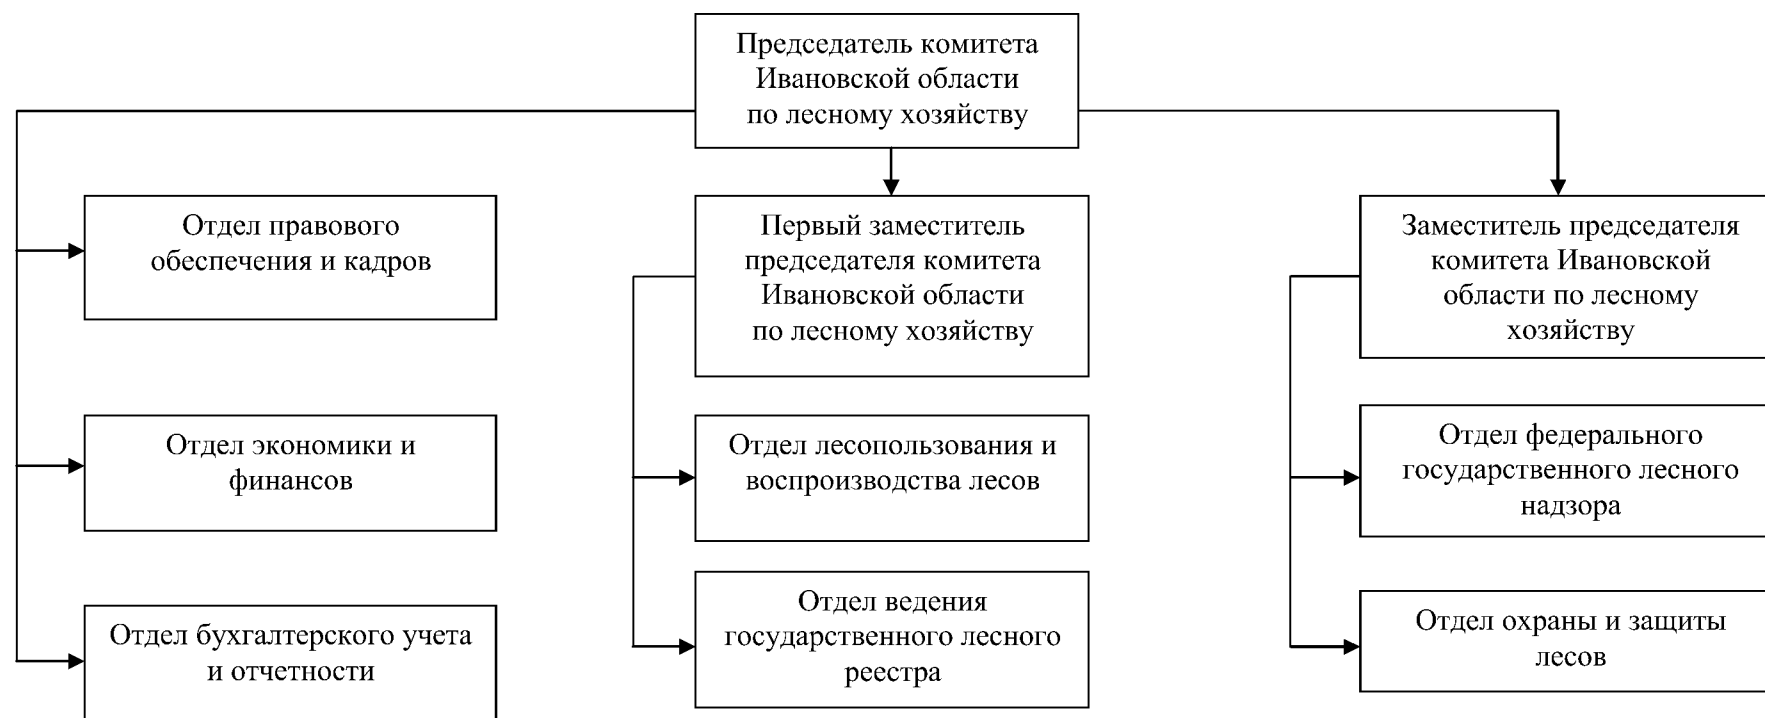 Председатель комитета
Ивановской области
по лесному хозяйству
Отдел правового
обеспечения и кадров
Отдел экономики и
финансов
Отдел бухгалтерского учета
и отчетности
Первый заместитель
председателя комитета
Ивановской области
по лесному хозяйству
Отдел лесопользования и
воспроизводства лесов
Отдел ведения
государственного лесного
реестра
Заместитель председателя
комитета Ивановской
области по лесному
хозяйству
Отдел федерального
государственного лесного
надзора
Отдел охраны и защиты
лесов